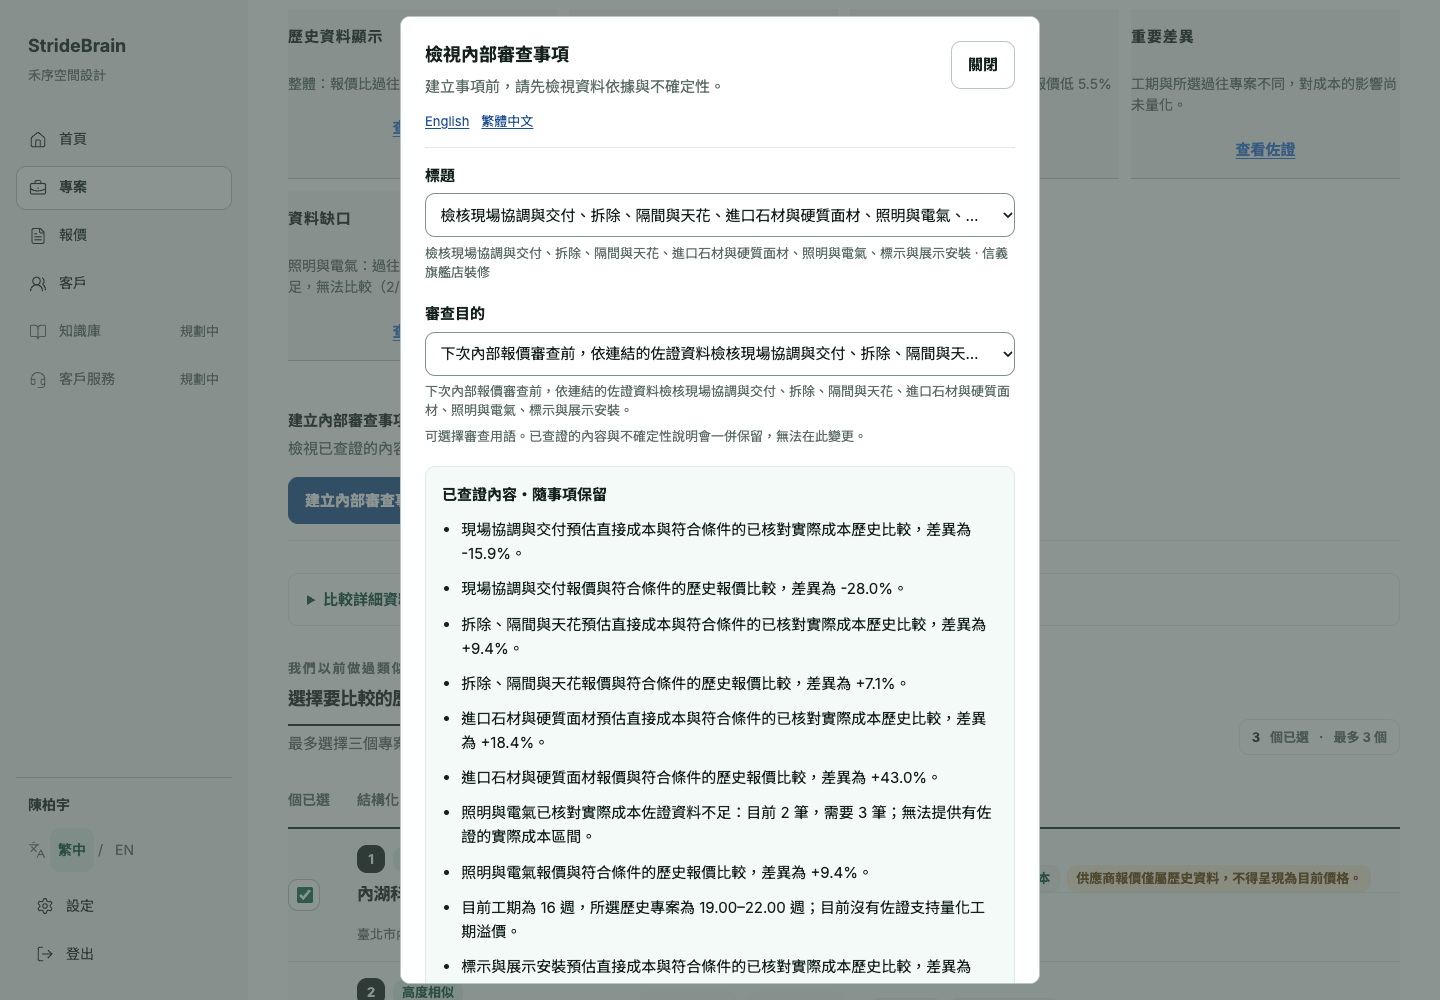 StrideBrain
禾序空間設計
首頁
專案
報價
客戶
知識庫
規劃中
客戶服務
規劃中
陳柏宇
繁中 / EN
設定
登出
歷史資料顯示
整體：報價比過往
報價低 5.5%
重要差異
工期與所選過往專案不同，對成本的影響尚
未量化。
查看佐證
資料缺口
照明與電氣：過往
足，無法比較（2/
建立內部審查事項
檢視已查證的內容
建立內部審查事
比較詳細資料
我們以前做過類似
選擇要比較的歷
最多選擇三個專案
3 個已選 · 最多 3 個
個已選
結構化
1
內湖科
臺北市內
本
供應商報價僅屬歷史資料，不得呈現為目前價格。
2
高度相似
檢視內部審查事項
建立事項前，請先檢視資料依據與不確定性。
關閉
English 繁體中文
標題
檢核現場協調與交付、拆除、隔間與天花、進口石材與硬質面材、照明與電氣、...
檢核現場協調與交付、拆除、隔間與天花、進口石材與硬質面材、照明與電氣、標示與展示安裝 · 信義
旗艦店裝修
審查目的
下次內部報價審查前，依連結的佐證資料檢核現場協調與交付、拆除、隔間與天...
下次內部報價審查前，依連結的佐證資料檢核現場協調與交付、拆除、隔間與天花、進口石材與硬質面
材、照明與電氣、標示與展示安裝。
可選擇審查用語。已查證的內容與不確定性說明會一併保留，無法在此變更。
已查證內容・隨事項保留
• 現場協調與交付預估直接成本與符合條件的已核對實際成本歷史比較，差異為
-15.9%。
• 現場協調與交付報價與符合條件的歷史報價比較，差異為 -28.0%。
• 拆除、隔間與天花預估直接成本與符合條件的已核對實際成本歷史比較，差異為
+9.4%。
• 拆除、隔間與天花報價與符合條件的歷史報價比較，差異為 +7.1%。
• 進口石材與硬質面材預估直接成本與符合條件的已核對實際成本歷史比較，差異
為 +18.4%。
• 進口石材與硬質面材報價與符合條件的歷史報價比較，差異為 +43.0%。
• 照明與電氣已核對實際成本佐證資料不足：目前 2 筆，需要 3 筆；無法提供有佐
證的實際成本區間。
• 照明與電氣報價與符合條件的歷史報價比較，差異為 +9.4%。
• 目前工期為 16 週，所選歷史專案為 19.00–22.00 週；目前沒有佐證支持量化工
期溢價。
• 標示與展示安裝預估直接成本與符合條件的已核對實際成本歷史比較，差異為